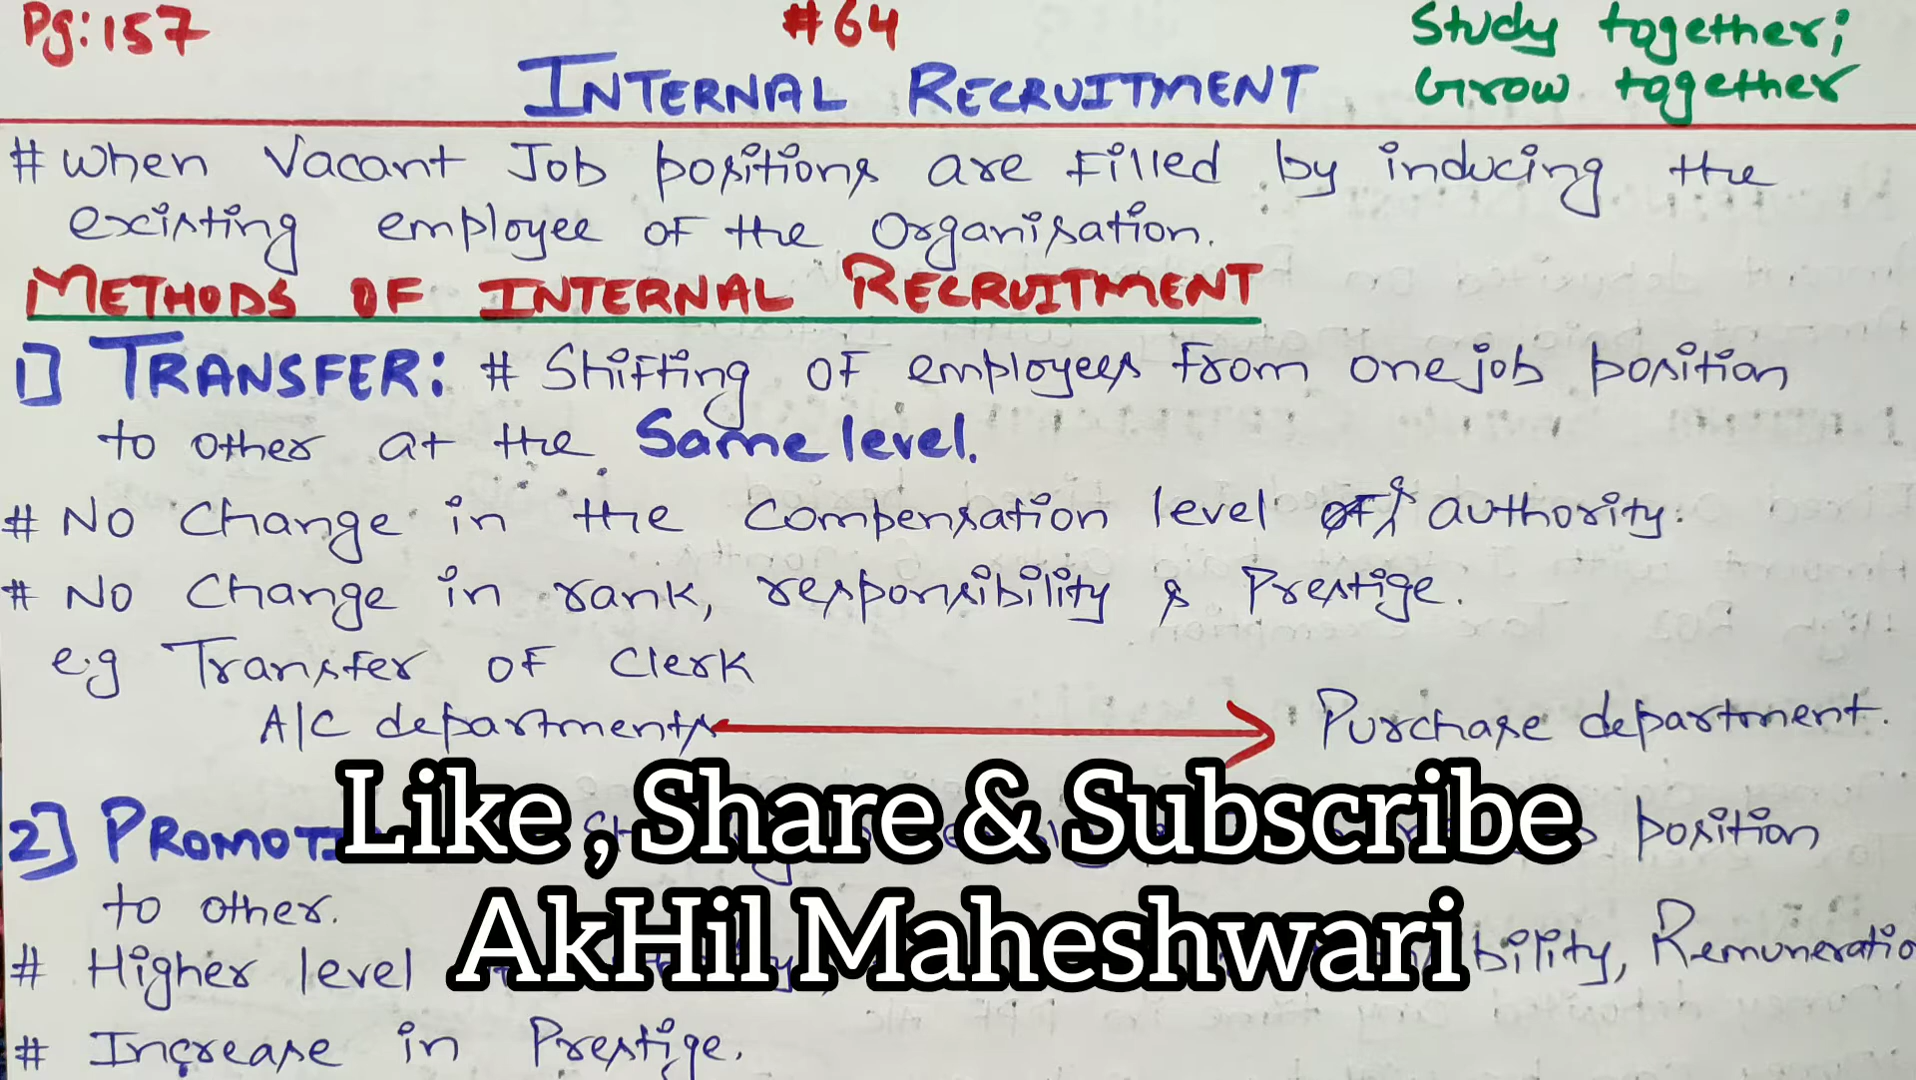 Pg:157
#64
Study together;
Grow together
INTERNAL RECRUITMENT
# When Vacant Job positions are filled by inducing the
existing employee of the Organisation.
METHODS OF INTERNAL RECRUITMENT
1] TRANSFER: # Shifting of employees from one job position
to other at the Same level.
# No Change in the Compensation level & authority.
# No Change in rank, responsibility & Prestige.
e.g Transfer of Clerk
A/C departments → Purchase department.
2] PROMOTI position
to other.
# Higher level bility, Remuneratio
# Increase in Prestige.
Like , Share & Subscribe
AkHil Maheshwari